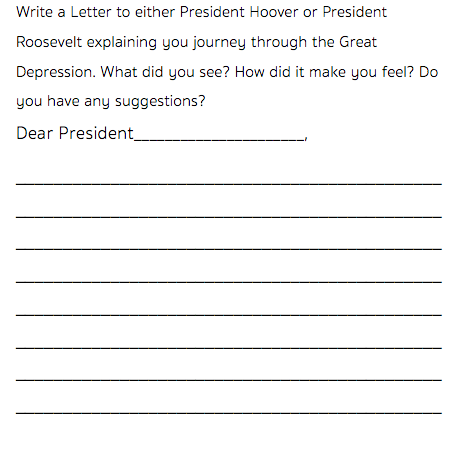 Write a Letter to either President Hoover or President
Roosevelt explaining you journey through the Great
Depression. What did you see? How did it make you feel? Do
you have any suggestions?
Dear President______________________,